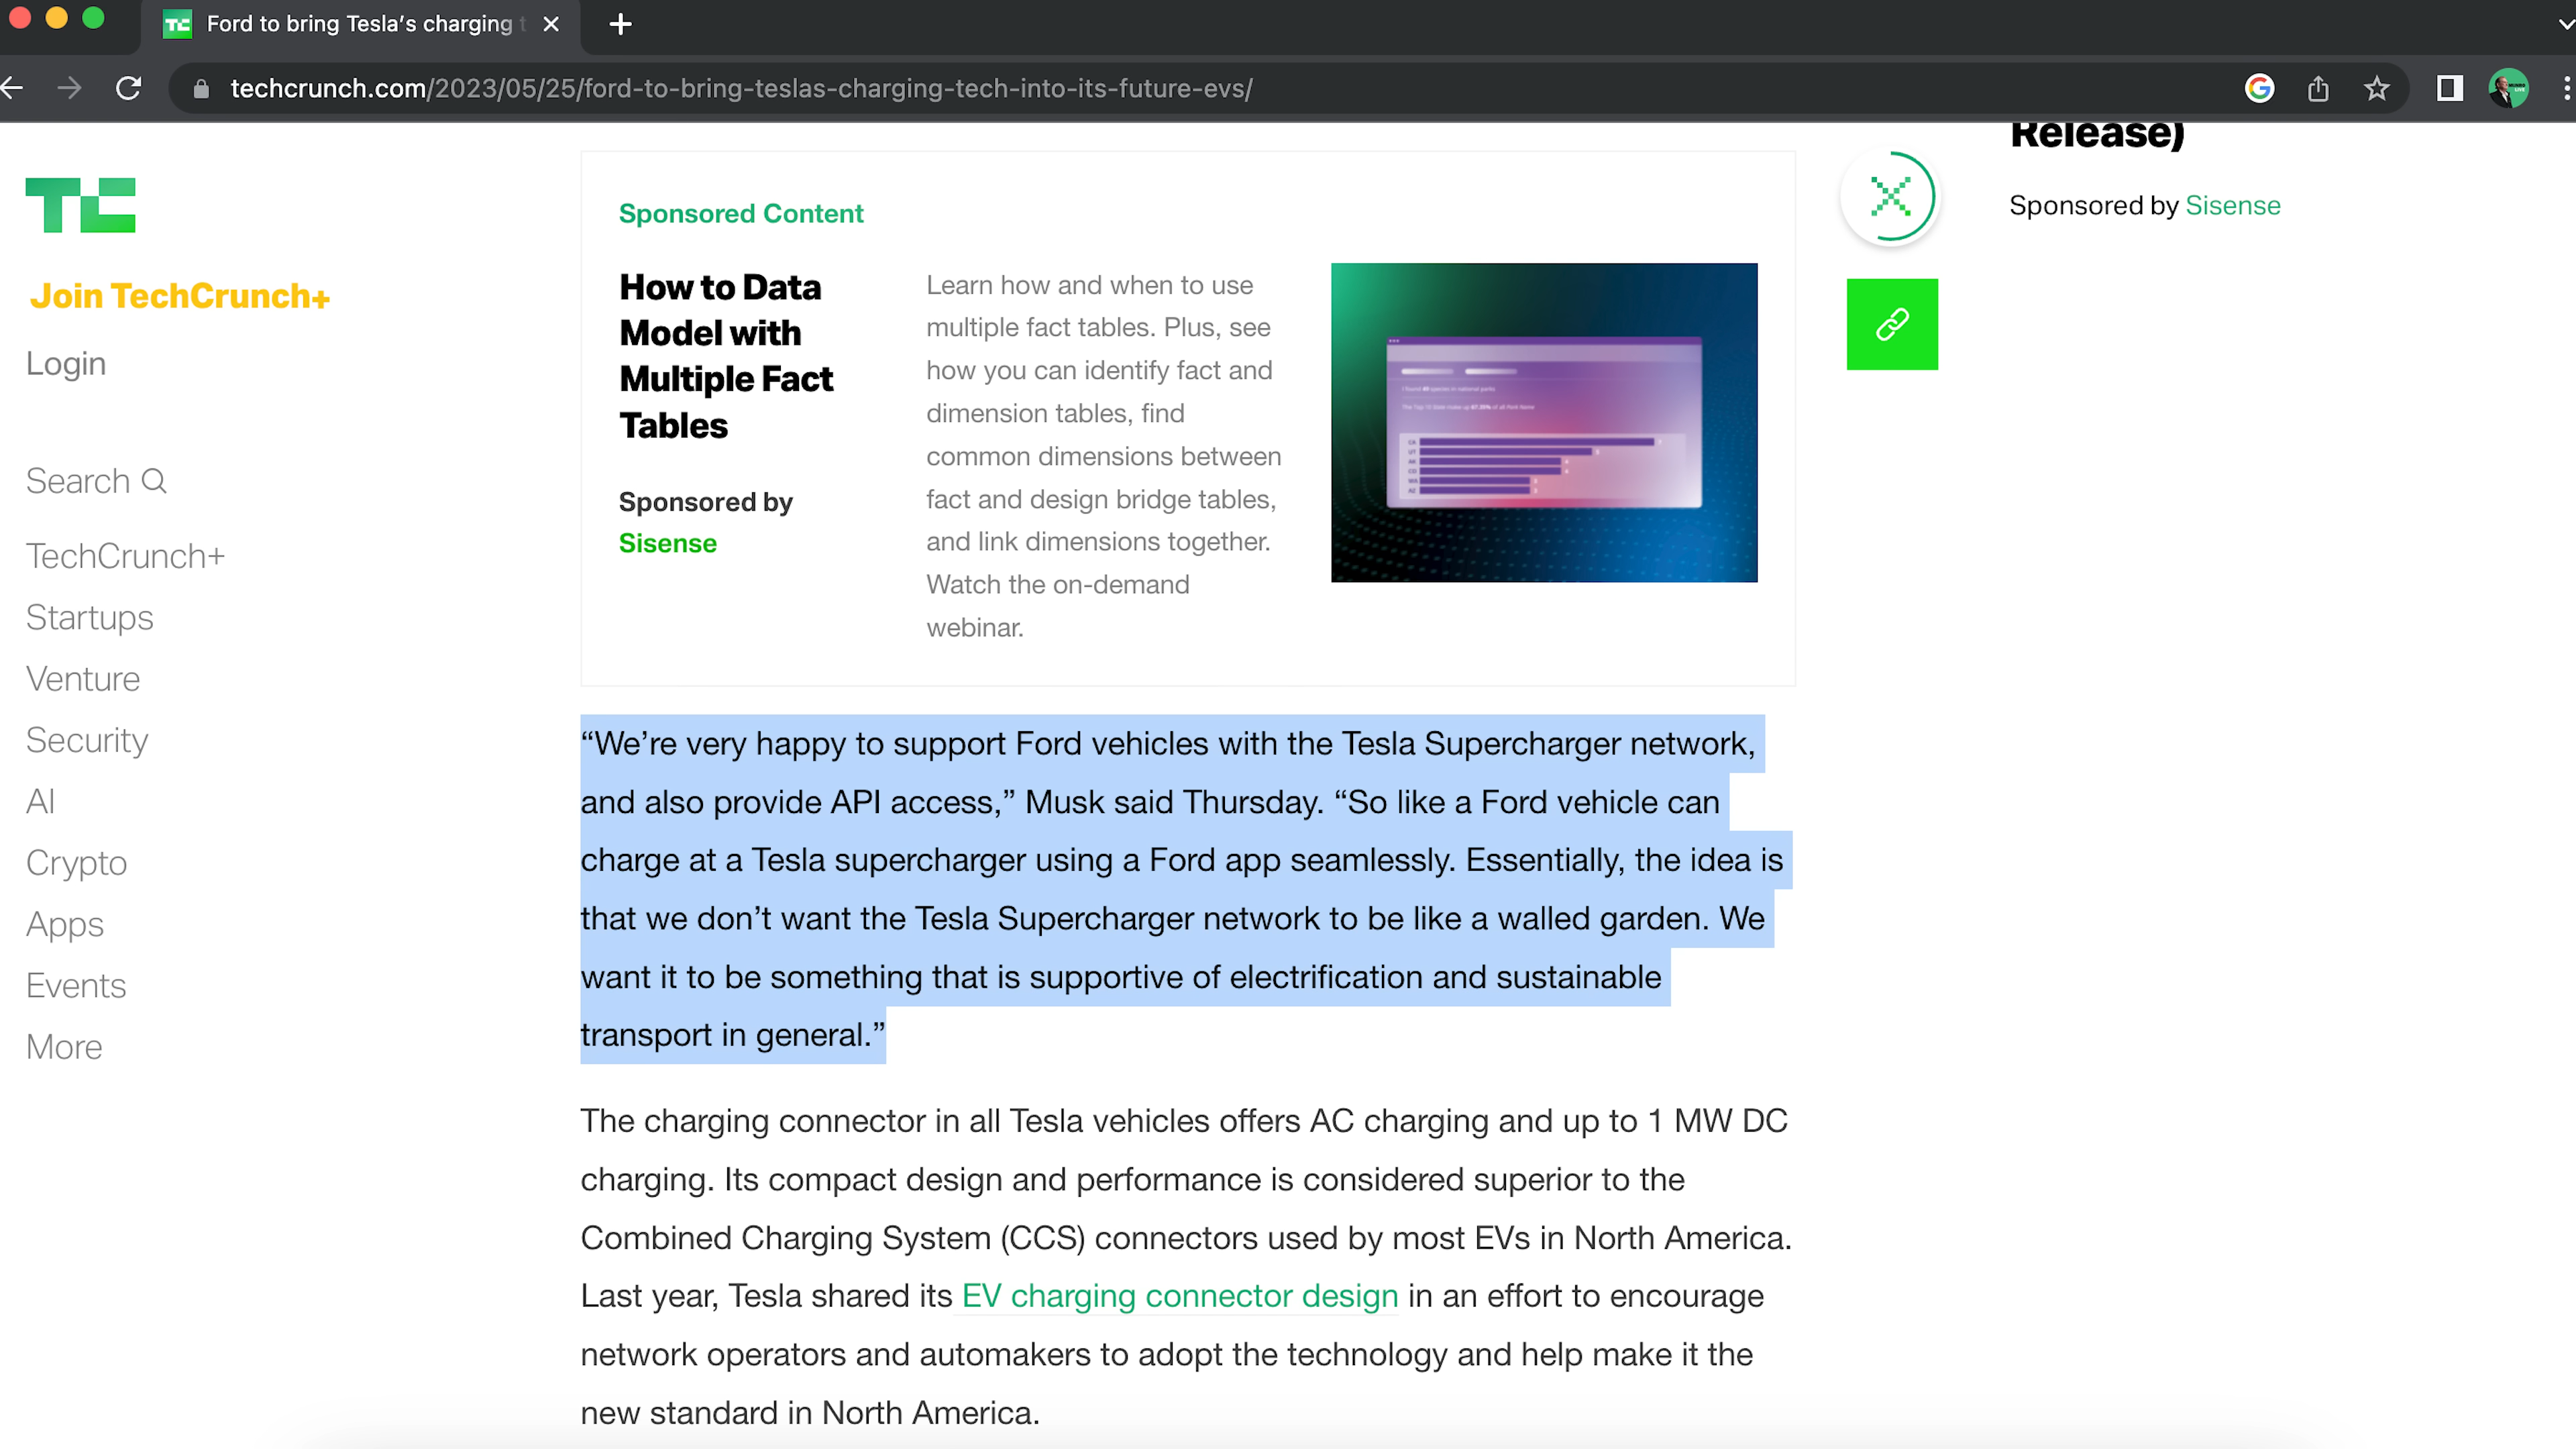 Ford to bring Tesla's charging t
techcrunch.com/2023/05/25/ford-to-bring-teslas-charging-tech-into-its-future-evs/
TC
Join TechCrunch+
Login
Search
TechCrunch+
Startups
Venture
Security
AI
Crypto
Apps
Events
More
Sponsored Content
How to Data
Model with
Multiple Fact
Tables
Sponsored by
Sisense
Learn how and when to use
multiple fact tables. Plus, see
how you can identify fact and
dimension tables, find
common dimensions between
fact and design bridge tables,
and link dimensions together.
Watch the on-demand
webinar.
“We’re very happy to support Ford vehicles with the Tesla Supercharger network,
and also provide API access,” Musk said Thursday. “So like a Ford vehicle can
charge at a Tesla supercharger using a Ford app seamlessly. Essentially, the idea is
that we don’t want the Tesla Supercharger network to be like a walled garden. We
want it to be something that is supportive of electrification and sustainable
transport in general.”
The charging connector in all Tesla vehicles offers AC charging and up to 1 MW DC
charging. Its compact design and performance is considered superior to the
Combined Charging System (CCS) connectors used by most EVs in North America.
Last year, Tesla shared its EV charging connector design in an effort to encourage
network operators and automakers to adopt the technology and help make it the
new standard in North America.
Release)
Sponsored by Sisense